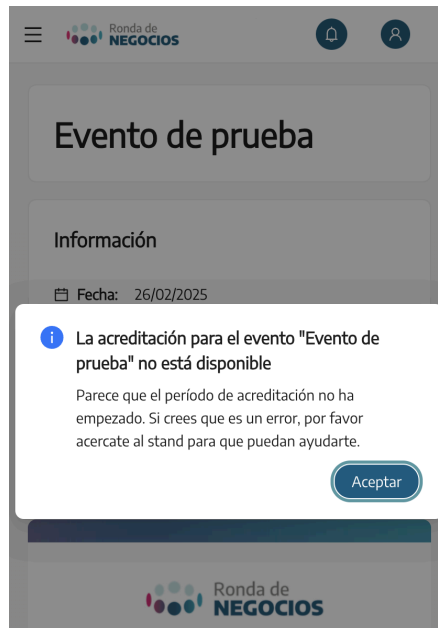 Ronda de
NEGOCIOS
Evento de prueba
Información
Fecha: 26/02/2025
La acreditación para el evento "Evento de
prueba" no está disponible
Parece que el período de acreditación no ha
empezado. Si crees que es un error, por favor
acercate al stand para que puedan ayudarte.
Aceptar
Ronda de
NEGOCIOS